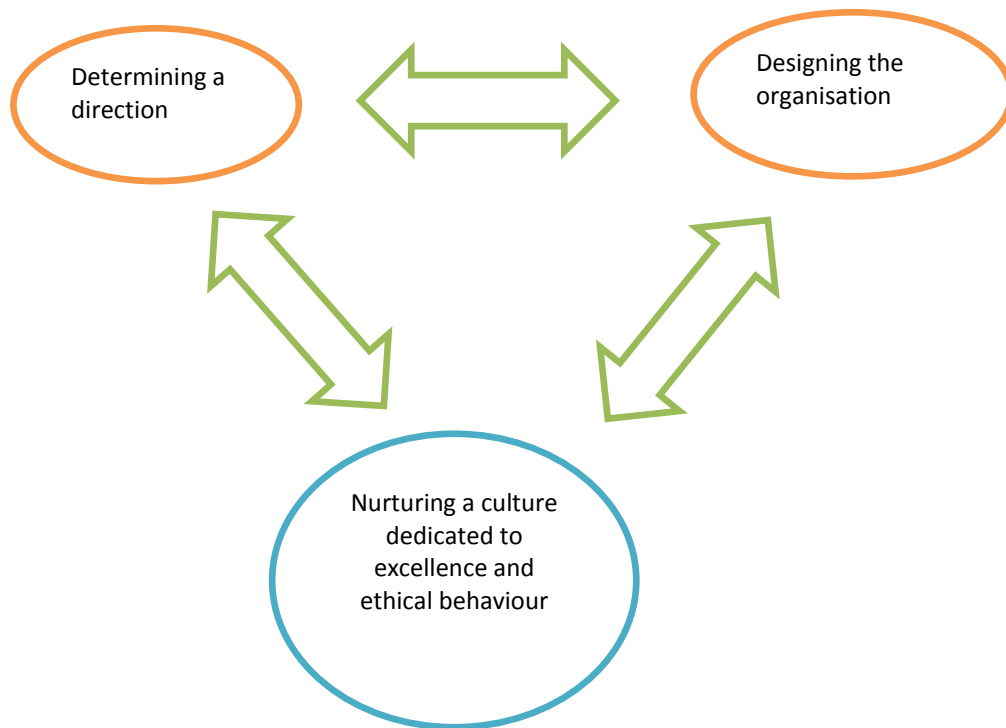 Determining a
direction
Designing the
organisation
Nurturing a culture
dedicated to
excellence and
ethical behaviour